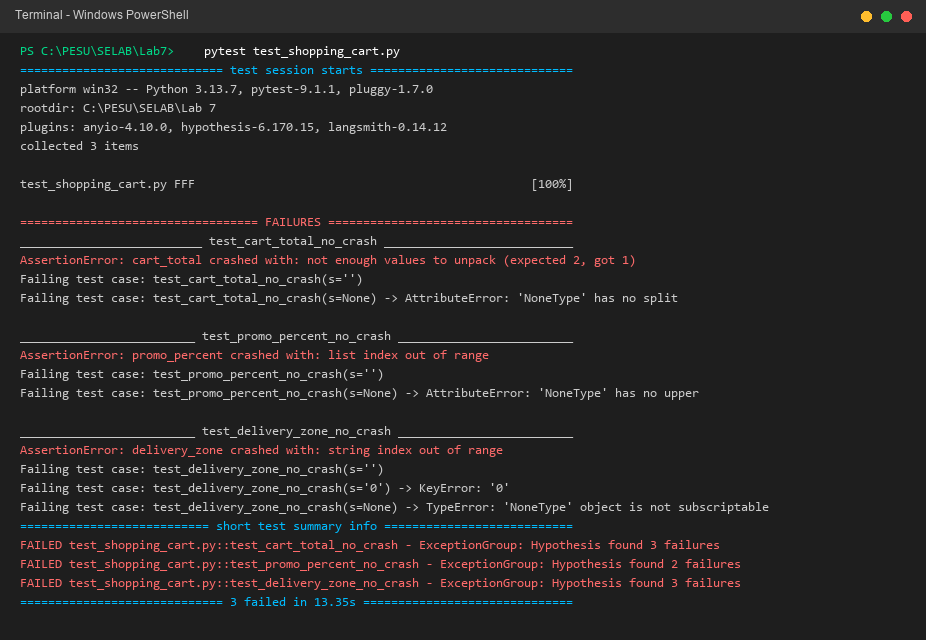 Terminal - Windows PowerShell
PS C:\PESU\SELAB\Lab7> pytest test_shopping_cart.py
============================= test session starts =============================
platform win32 -- Python 3.13.7, pytest-9.1.1, pluggy-1.7.0
rootdir: C:\PESU\SELAB\Lab 7
plugins: anyio-4.10.0, hypothesis-6.170.15, langsmith-0.14.12
collected 3 items
test_shopping_cart.py FFF [100%]
================================== FAILURES ===================================
__________________________ test_cart_total_no_crash ___________________________
AssertionError: cart_total crashed with: not enough values to unpack (expected 2, got 1)
Failing test case: test_cart_total_no_crash(s='')
Failing test case: test_cart_total_no_crash(s=None) -> AttributeError: 'NoneType' has no split
_________________________ test_promo_percent_no_crash _________________________
AssertionError: promo_percent crashed with: list index out of range
Failing test case: test_promo_percent_no_crash(s='')
Failing test case: test_promo_percent_no_crash(s=None) -> AttributeError: 'NoneType' has no upper
_________________________ test_delivery_zone_no_crash _________________________
AssertionError: delivery_zone crashed with: string index out of range
Failing test case: test_delivery_zone_no_crash(s='')
Failing test case: test_delivery_zone_no_crash(s='0') -> KeyError: '0'
Failing test case: test_delivery_zone_no_crash(s=None) -> TypeError: 'NoneType' object is not subscriptable
=========================== short test summary info ===========================
FAILED test_shopping_cart.py::test_cart_total_no_crash - ExceptionGroup: Hypothesis found 3 failures
FAILED test_shopping_cart.py::test_promo_percent_no_crash - ExceptionGroup: Hypothesis found 2 failures
FAILED test_shopping_cart.py::test_delivery_zone_no_crash - ExceptionGroup: Hypothesis found 3 failures
============================= 3 failed in 13.35s ==============================